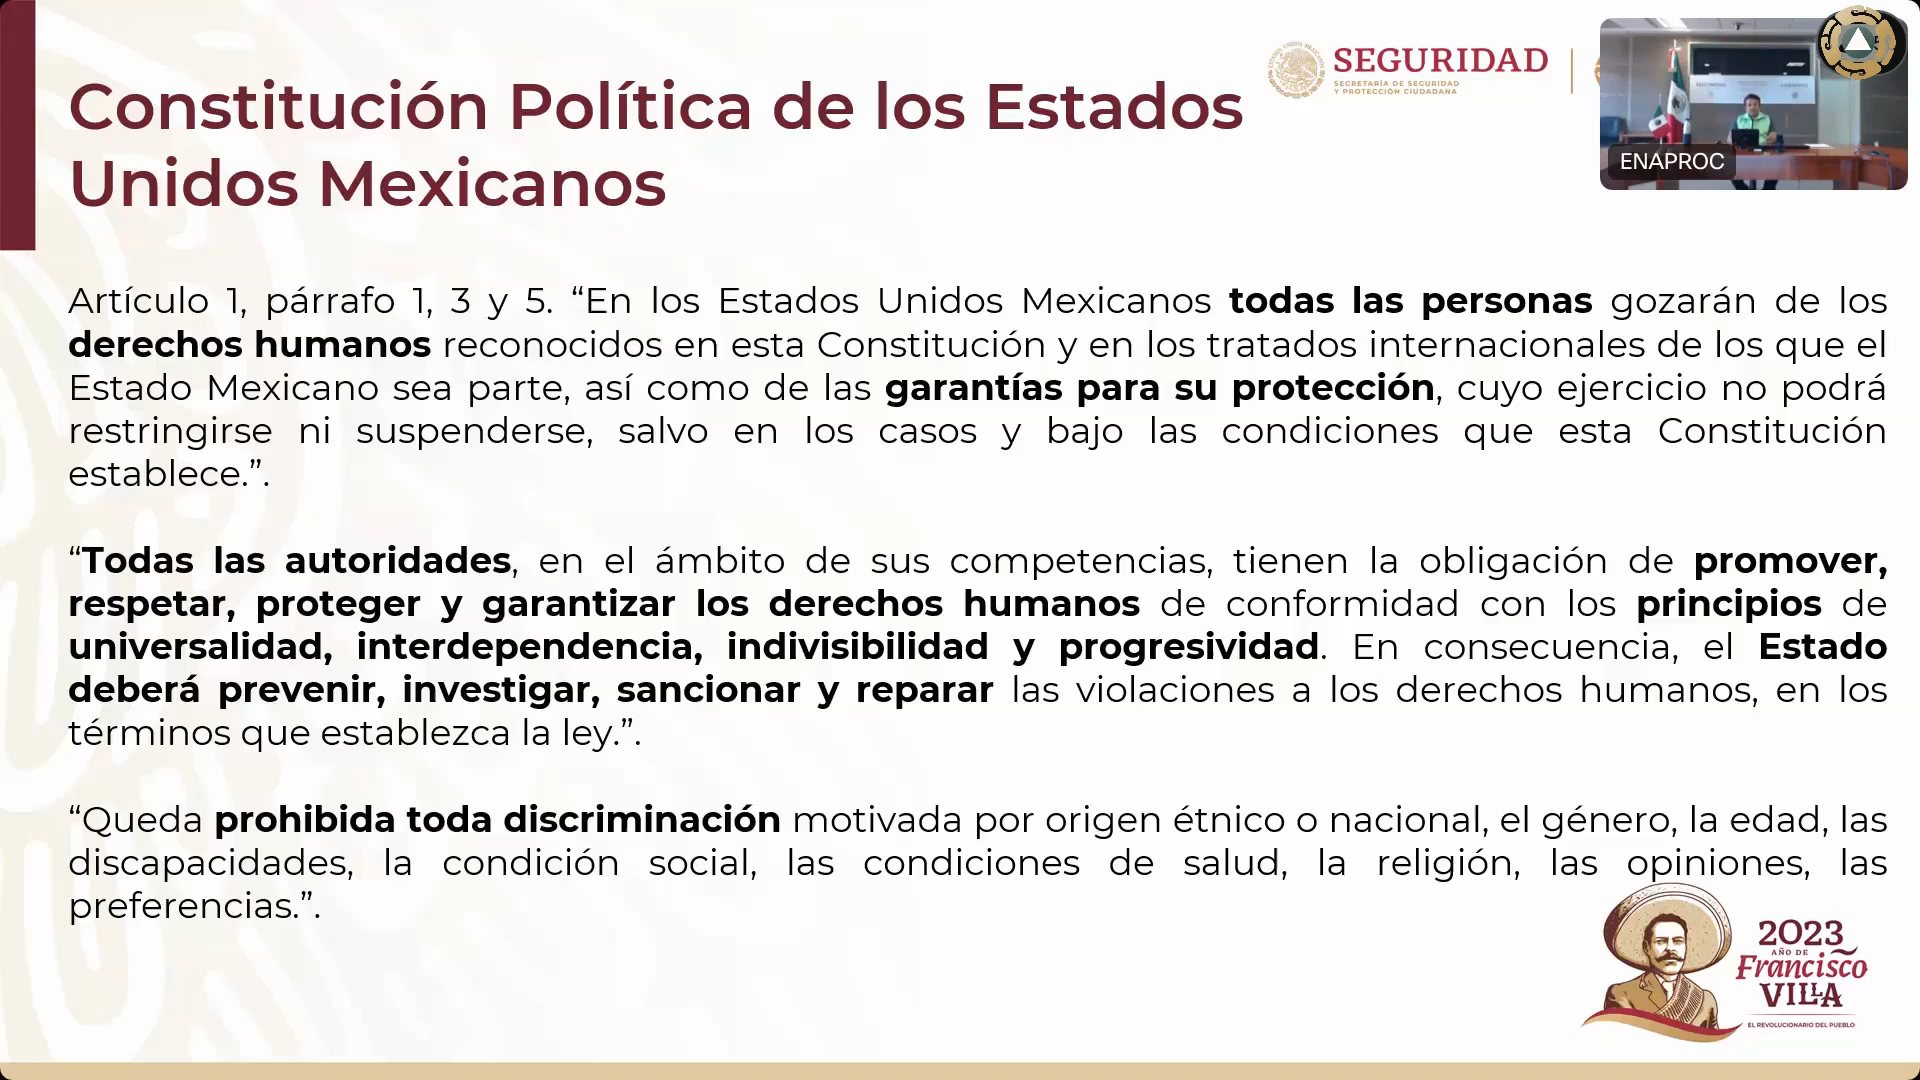 Constitución Política de los Estados
Unidos Mexicanos
SEGURIDAD
SECRETARÍA DE SEGURIDAD
Y PROTECCIÓN CIUDADANA
ENAPROC
Artículo 1, párrafo 1, 3 y 5. “En los Estados Unidos Mexicanos todas las personas gozarán de los
derechos humanos reconocidos en esta Constitución y en los tratados internacionales de los que el
Estado Mexicano sea parte, así como de las garantías para su protección, cuyo ejercicio no podrá
restringirse ni suspenderse, salvo en los casos y bajo las condiciones que esta Constitución
establece.”.
“Todas las autoridades, en el ámbito de sus competencias, tienen la obligación de promover,
respetar, proteger y garantizar los derechos humanos de conformidad con los principios de
universalidad, interdependencia, indivisibilidad y progresividad. En consecuencia, el Estado
deberá prevenir, investigar, sancionar y reparar las violaciones a los derechos humanos, en los
términos que establezca la ley.”.
“Queda prohibida toda discriminación motivada por origen étnico o nacional, el género, la edad, las
discapacidades, la condición social, las condiciones de salud, la religión, las opiniones, las
preferencias.”.
2023
AÑO DE
Francisco
VILLA
EL REVOLUCIONARIO DEL PUEBLO